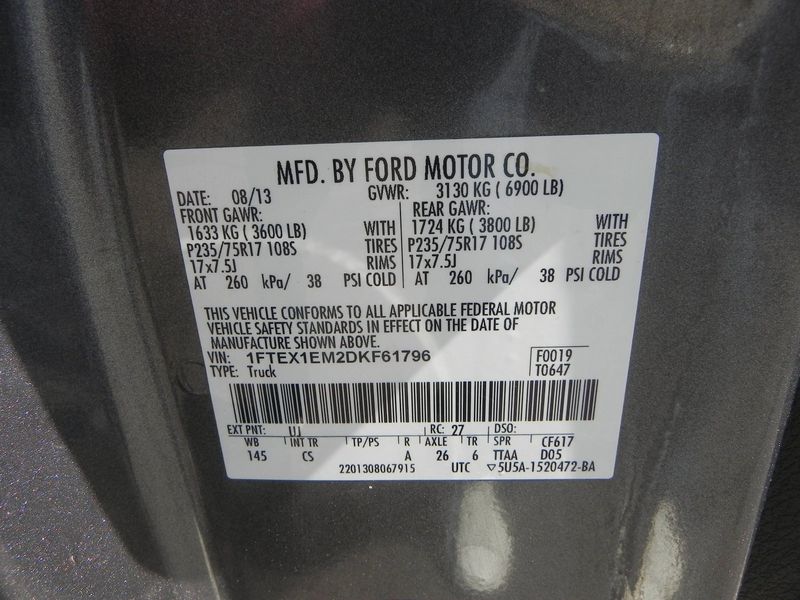 MFD. BY FORD MOTOR CO.
DATE: 08/13 GVWR: 3130 KG ( 6900 LB)
FRONT GAWR: REAR GAWR:
1633 KG ( 3600 LB) WITH 1724 KG ( 3800 LB) WITH
P235/75R17 108S TIRES P235/75R17 108S TIRES
17x7.5J RIMS 17x7.5J RIMS
AT 260 kPa/ 38 PSI COLD AT 260 kPa/ 38 PSI COLD
THIS VEHICLE CONFORMS TO ALL APPLICABLE FEDERAL MOTOR
VEHICLE SAFETY STANDARDS IN EFFECT ON THE DATE OF
MANUFACTURE SHOWN ABOVE.
VIN: 1FTEX1EM2DKF61796 F0019
TYPE: Truck T0647
EXT PNT: UJ RC: 27 DSO:
WB INT TR TP/PS R AXLE TR SPR CF617
145 CS A 26 6 TTAA D05
2201308067915 UTC ▽5U5A-1520472-BA